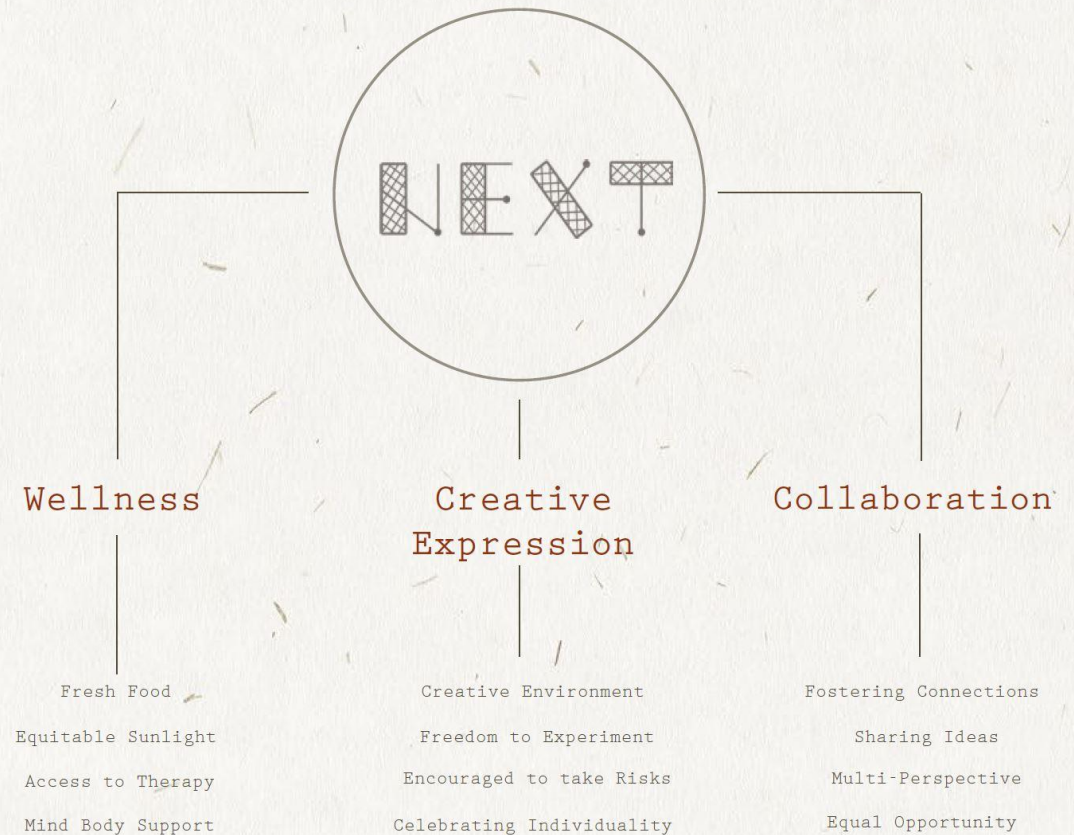 NEXT
Wellness
Creative
Expression
Collaboration
Fresh Food
Equitable Sunlight
Access to Therapy
Mind Body Support
Creative Environment
Freedom to Experiment
Encouraged to take Risks
Celebrating Individuality
Fostering Connections
Sharing Ideas
Multi-Perspective
Equal Opportunity